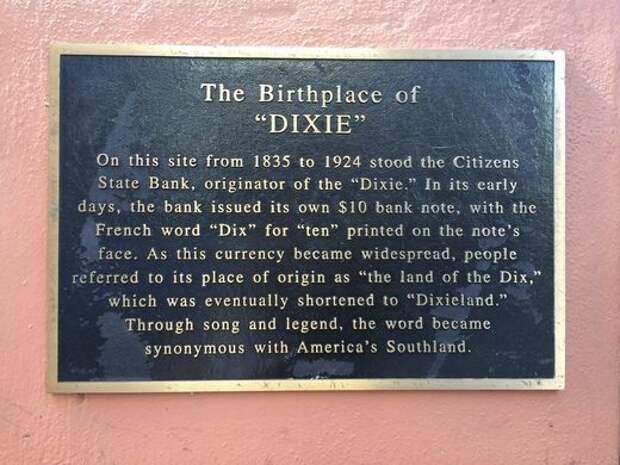 The Birthplace of
“DIXIE”
On this site from 1835 to 1924 stood the Citizens
State Bank, originator of the “Dixie.” In its early
days, the bank issued its own $10 bank note, with the
French word “Dix” for “ten” printed on the note’s
face. As this currency became widespread, people
referred to its place of origin as “the land of the Dix,”
which was eventually shortened to “Dixieland.”
Through song and legend, the word became
synonymous with America’s Southland.